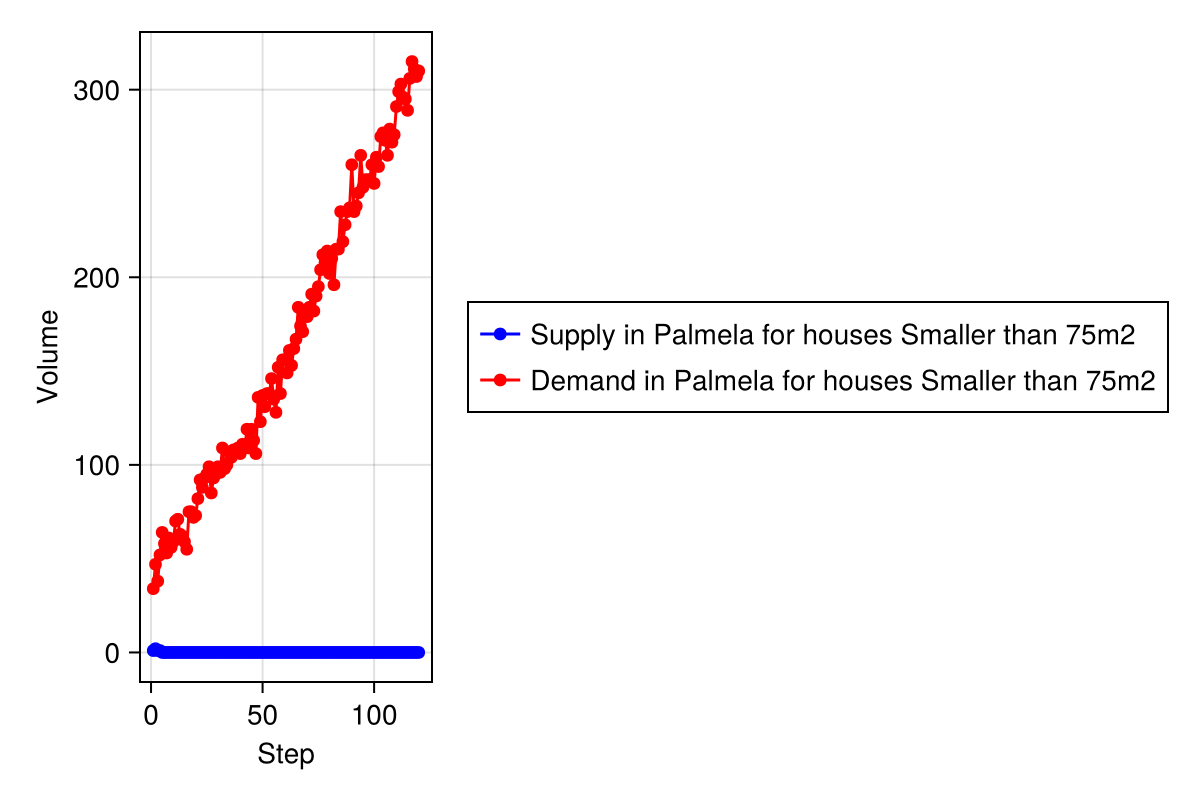 300
200
100
0
Volume
0 50 100
Step
Supply in Palmela for houses Smaller than 75m2
Demand in Palmela for houses Smaller than 75m2